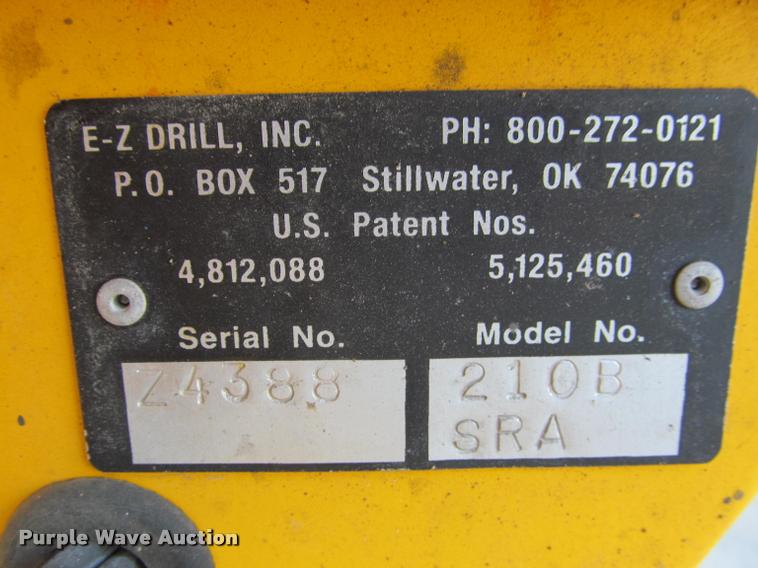 E-Z DRILL, INC. PH: 800-272-0121
P.O. BOX 517 Stillwater, OK 74076
U.S. Patent Nos.
4,812,088 5,125,460
Serial No. Model No.
Z4388 210B
SRA
Purple Wave Auction